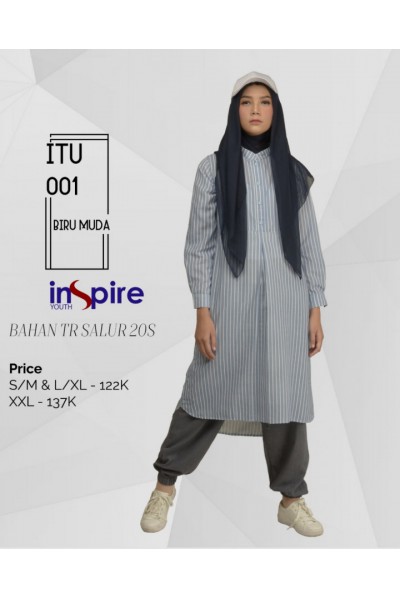 ITU
001
BIRU MUDA
inspire
YOUTH
BAHAN TR SALUR 20S
Price
S/M & L/XL - 122K
XXL - 137K